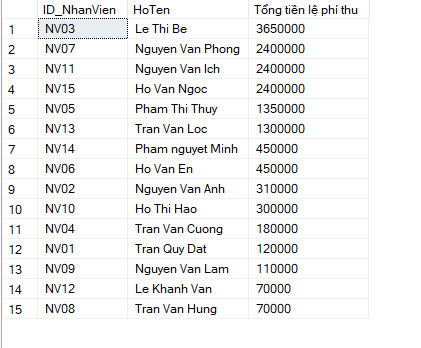 ID_NhanVien HoTen Tổng tiền lệ phí thu
1 NV03 Le Thi Be 3650000
2 NV07 Nguyen Van Phong 2400000
3 NV11 Nguyen Van Ich 2400000
4 NV15 Ho Van Ngoc 2400000
5 NV05 Pham Thi Thuy 1350000
6 NV13 Tran Van Loc 1300000
7 NV14 Pham nguyet Minh 450000
8 NV06 Ho Van En 450000
9 NV02 Nguyen Van Anh 310000
10 NV10 Ho Thi Hao 300000
11 NV04 Tran Van Cuong 180000
12 NV01 Tran Quy Dat 120000
13 NV09 Nguyen Van Lam 110000
14 NV12 Le Khanh Van 70000
15 NV08 Tran Van Hung 70000